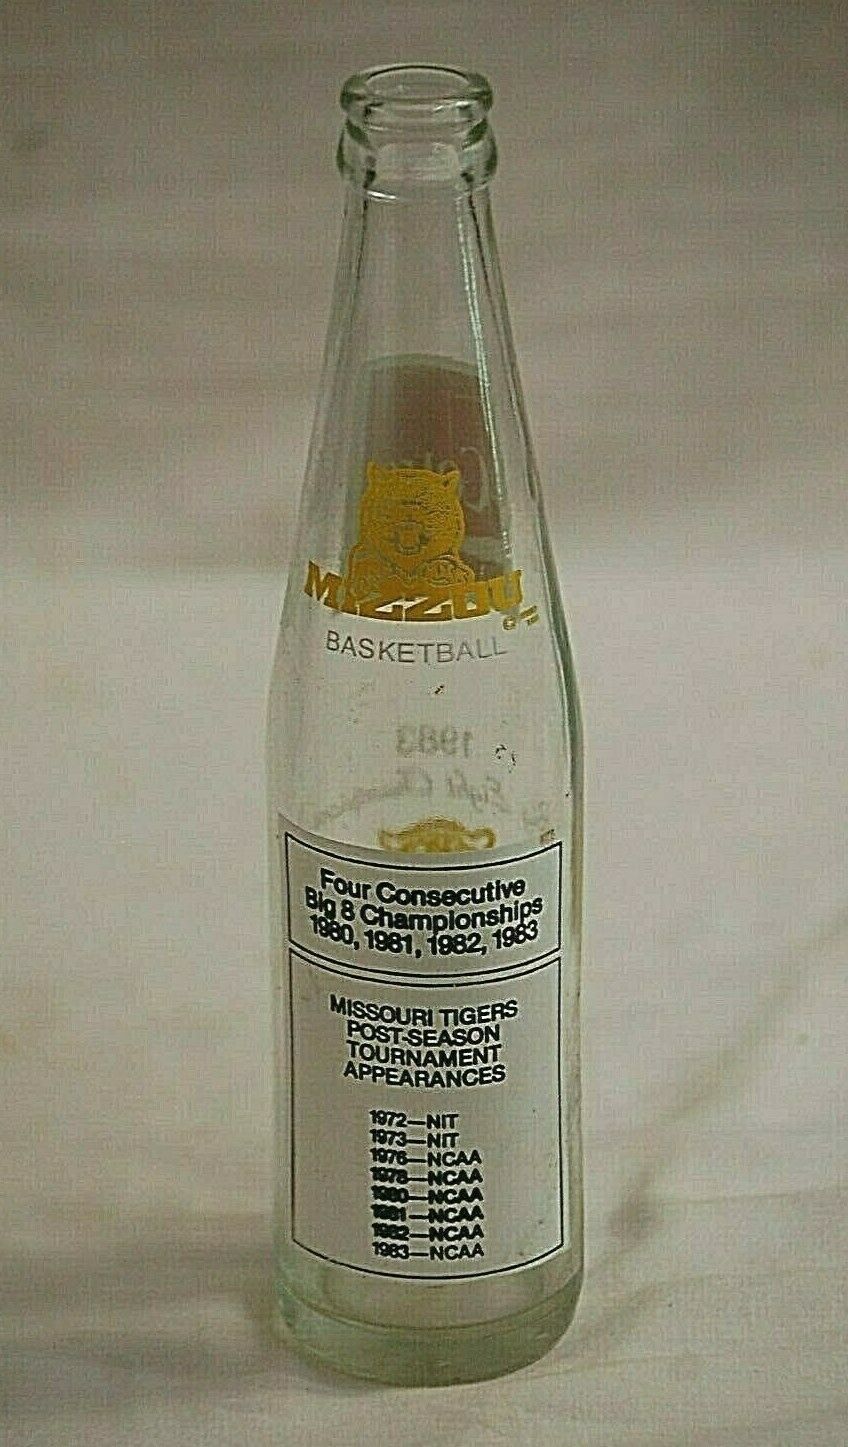 MIZZOU
BASKETBALL
1983
Four Consecutive
Big 8 Championships
1980, 1981, 1982, 1983
MISSOURI TIGERS
POST-SEASON
TOURNAMENT
APPEARANCES
1972—NIT
1973—NIT
1976—NCAA
1978—NCAA
1980—NCAA
1981—NCAA
1982—NCAA
1983—NCAA